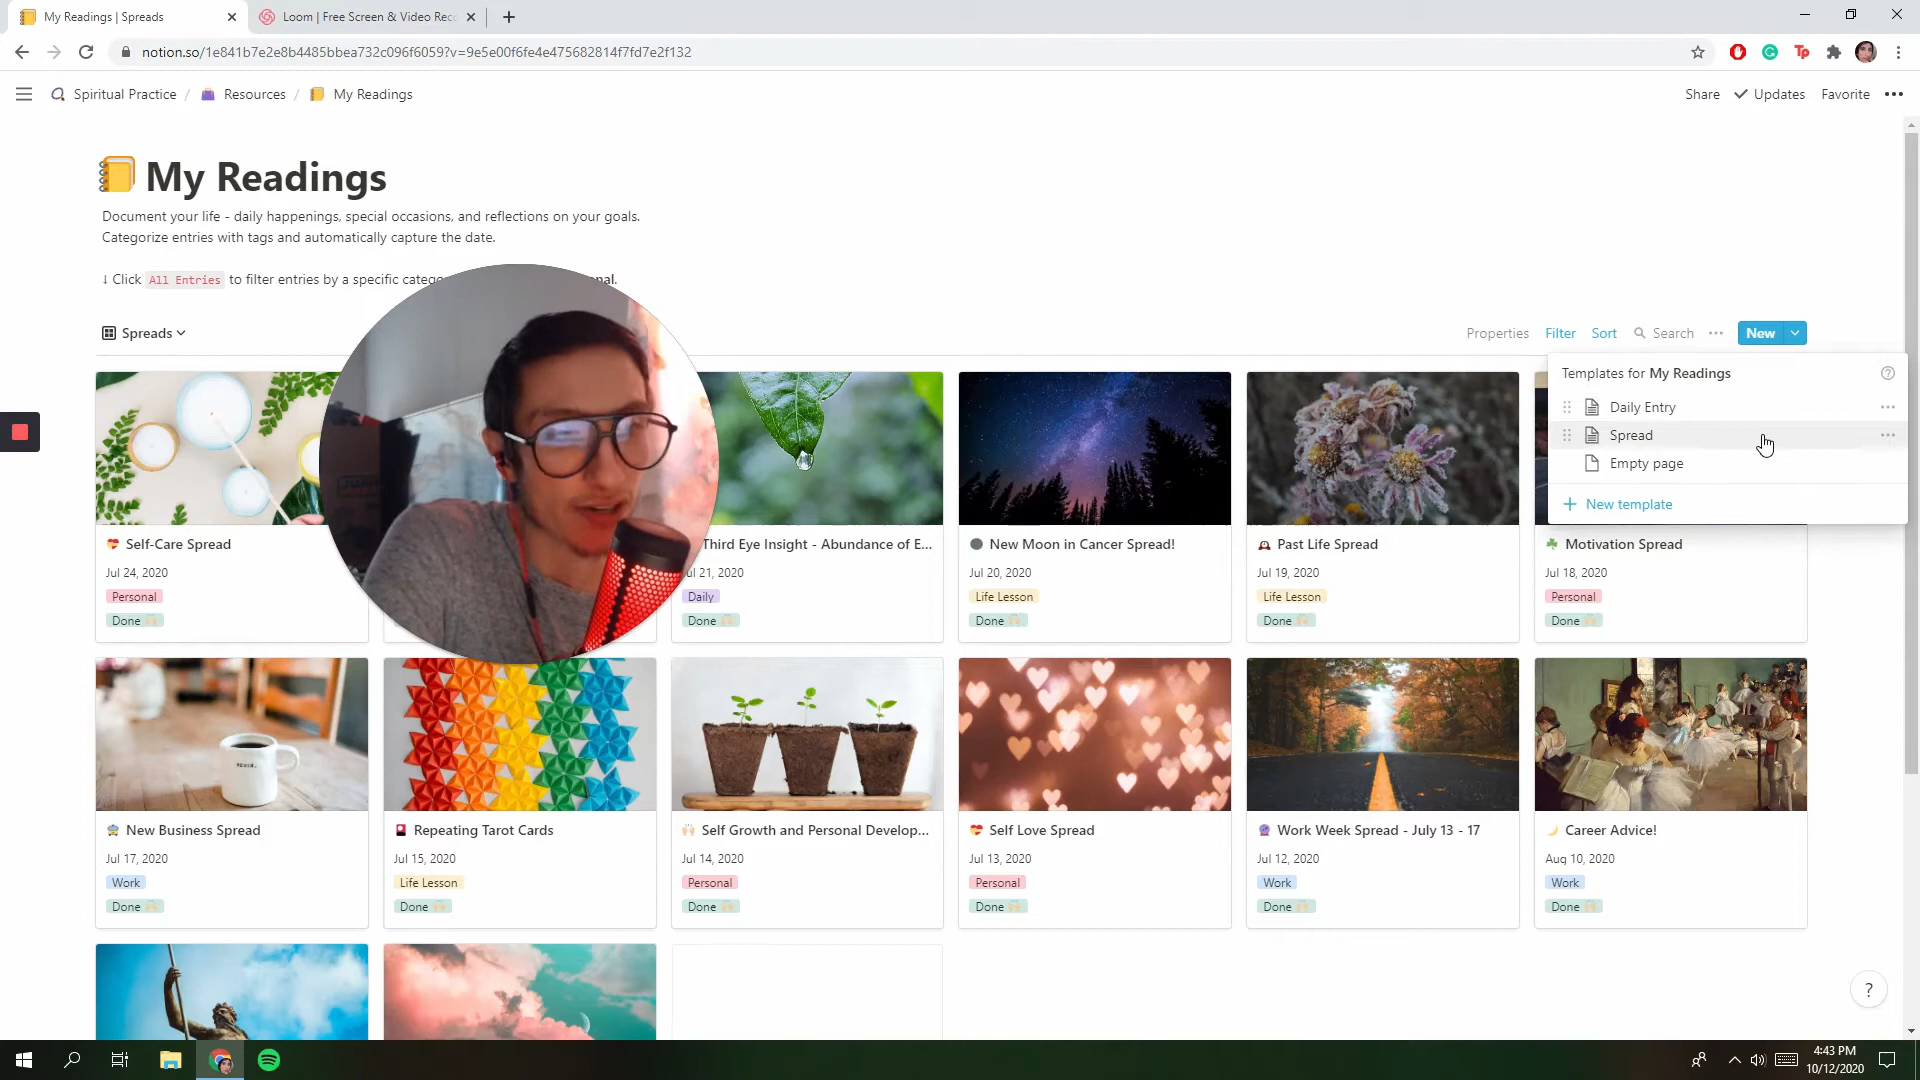 My Readings | Spreads
Loom | Free Screen & Video Reco
notion.so/1e841b7e2e8b4485bbea732c096f6059?v=9e5e00f6fe4e475682814f7fd7e2f132
Spiritual Practice / Resources / My Readings
Share Updates Favorite
My Readings
Document your life - daily happenings, special occasions, and reflections on your goals.
Categorize entries with tags and automatically capture the date.
↓ Click All Entries to filter entries by a specific catego nal.
Spreads
Properties Filter Sort Search New
Templates for My Readings
Daily Entry
Spread
Empty page
New template
Self-Care Spread
Jul 24, 2020
Personal
Done
Third Eye Insight - Abundance of E...
ul 21, 2020
Daily
Done
New Moon in Cancer Spread!
Jul 20, 2020
Life Lesson
Done
Past Life Spread
Jul 19, 2020
Life Lesson
Done
Motivation Spread
Jul 18, 2020
Personal
Done
New Business Spread
Jul 17, 2020
Work
Done
Repeating Tarot Cards
Jul 15, 2020
Life Lesson
Done
Self Growth and Personal Develop...
Jul 14, 2020
Personal
Done
Self Love Spread
Jul 13, 2020
Personal
Done
Work Week Spread - July 13 - 17
Jul 12, 2020
Work
Done
Career Advice!
Aug 10, 2020
Work
Done
?
4:43 PM
10/12/2020